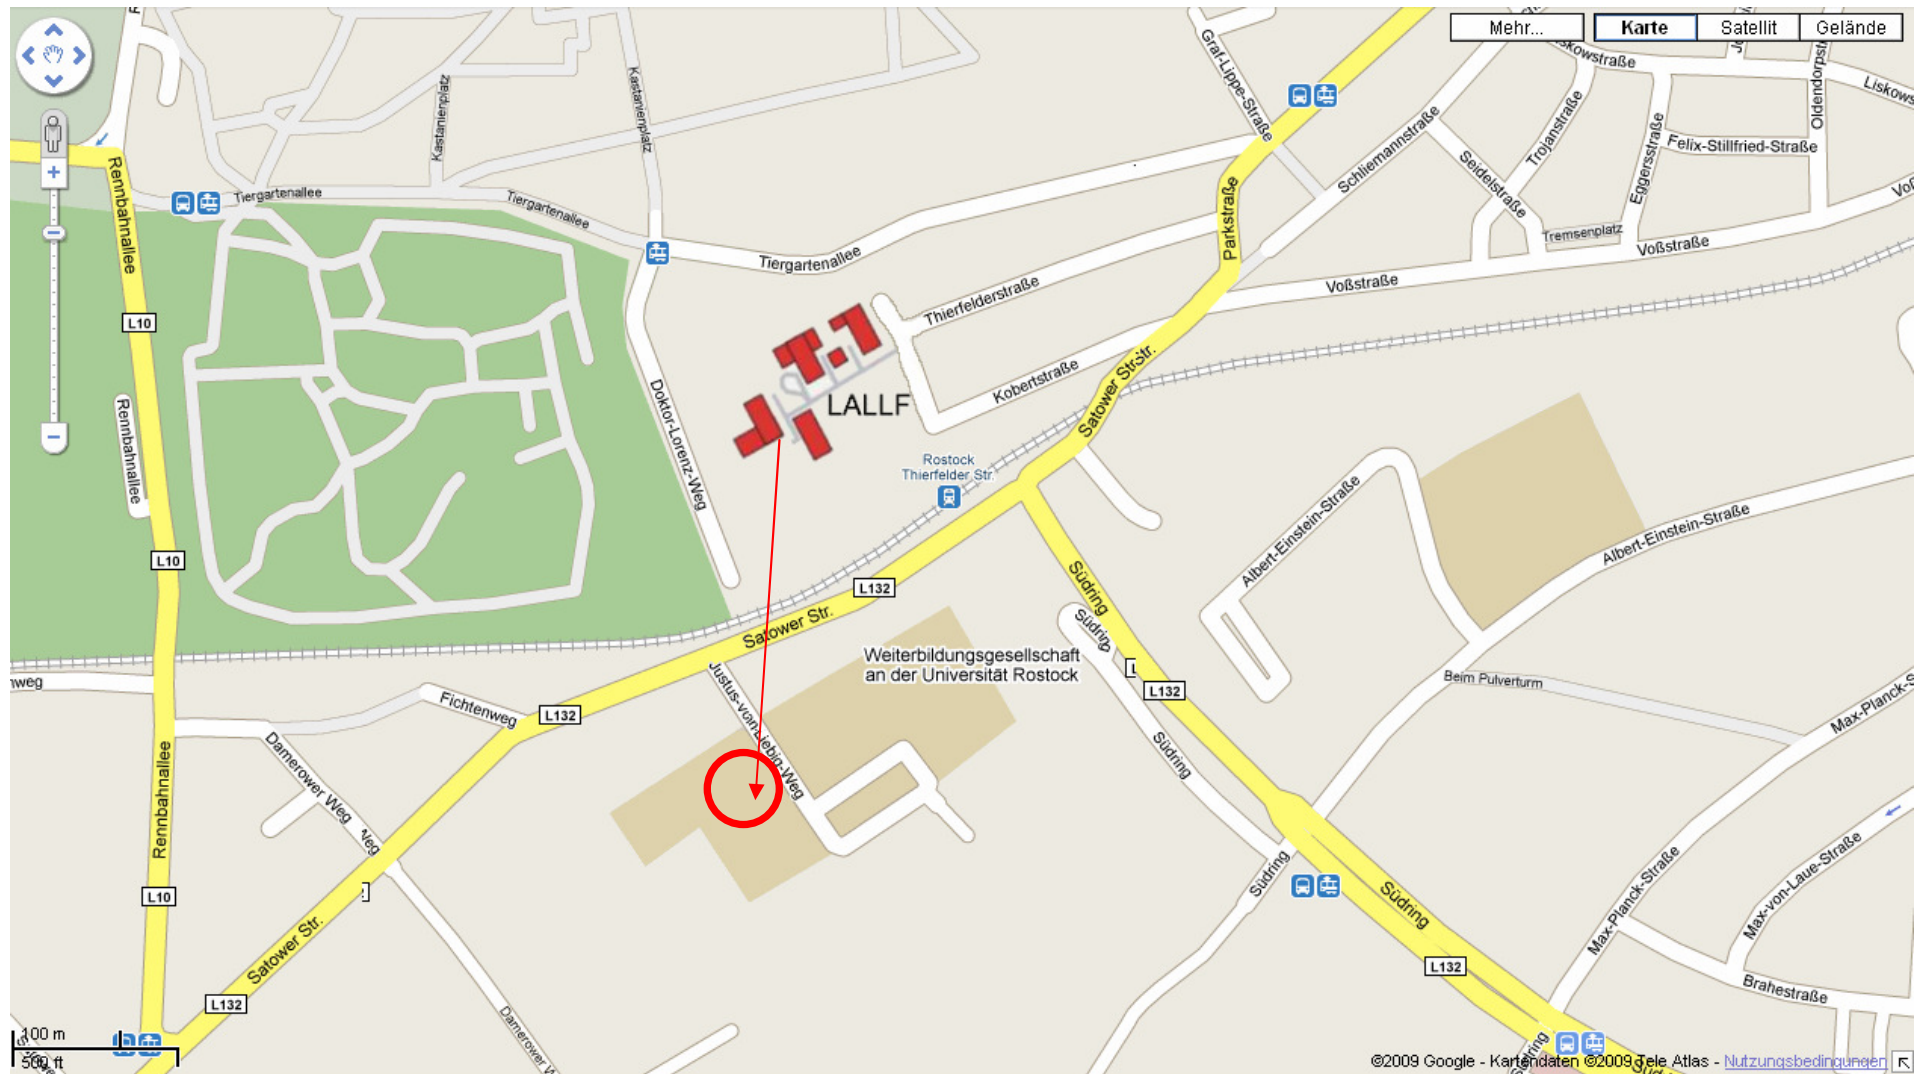 Mehr...
Karte
Satellit
Gelände
Graf-Lippe-Straße
Kastanienplatz
Kastanienplatz
Oldendorpstr
Liskows
Trojanstraße
Eggersstraße
Felix-Stillfried-Straße
Schliemannstraße
Seidelstraße
Tremsenplatz
Voßstraße
Voßstraße
Rennbahnallee
Tiergartenallee
Tiergartenallee
Tiergartenallee
Parkstraße
Thierfelderstraße
L10
Kobertstraße
Satower Str.
Str.
Doktor-Lorenz-Weg
LALLF
Rennbahnallee
Rostock
Thierfelder Str.
Albert-Einstein-Straße
Albert-Einstein-Straße
L10
L132
Südring
Südring
Satower Str.
Weiterbildungsgesellschaft
an der Universität Rostock
Justus-von-Liebig-Weg
L132
Beim Pulverturm
Max-Planck-S
nweg
Fichtenweg
L132
Südring
Damerower Weg
Weg
Rennbahnallee
L10
Satower Str.
L132
Damerower W
Südring
Südring
Max-Planck-Straße
Max-von-Laue-Straße
L132
Brahestraße
Südring
100 m
500 ft
©2009 Google - Kartendaten ©2009 Tele Atlas - Nutzungsbedingungen